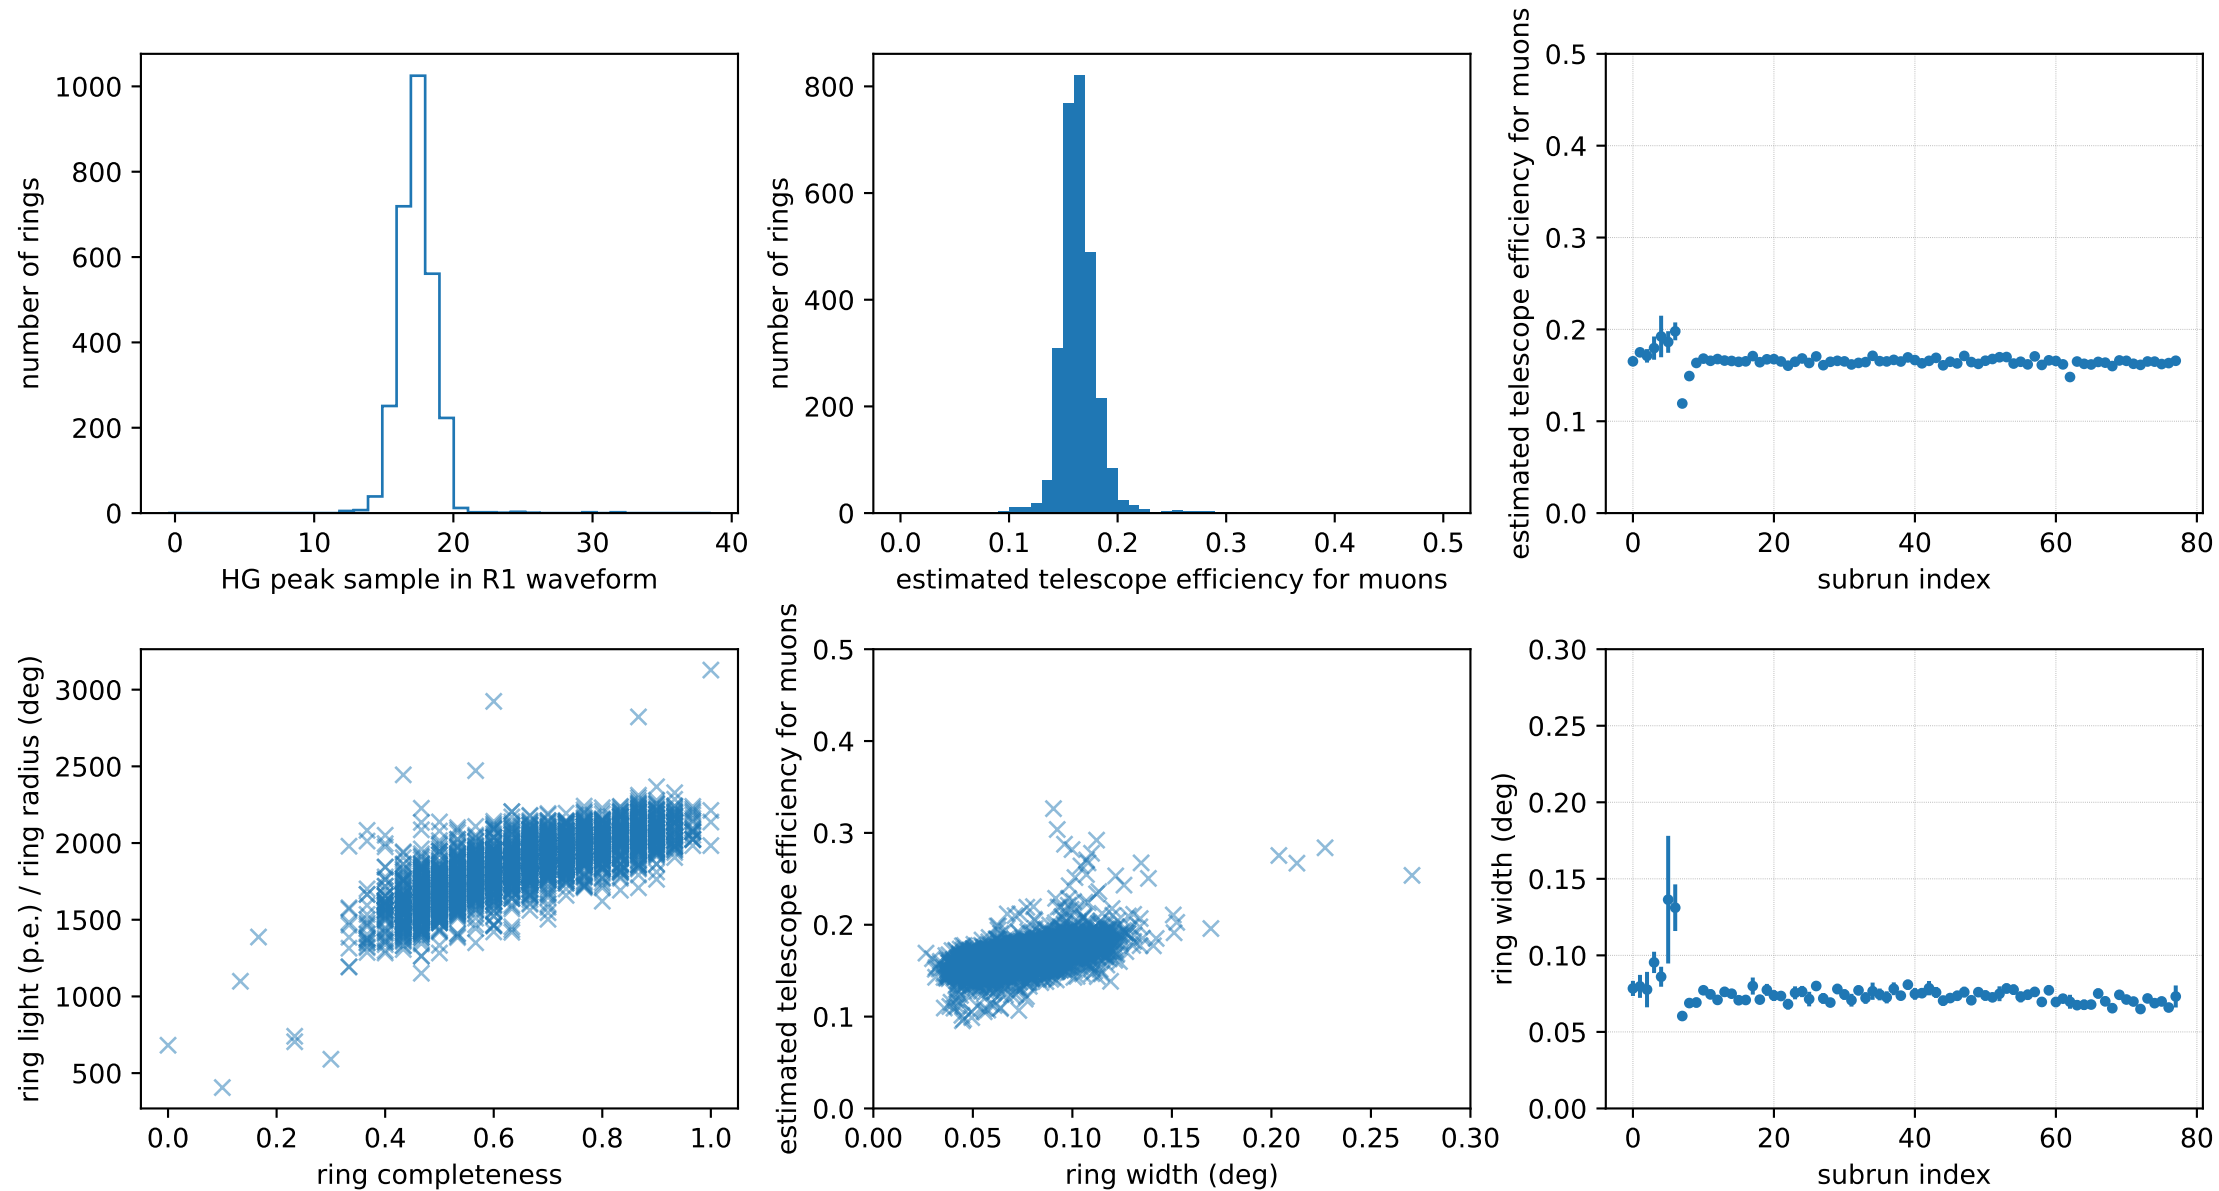 1000
800
600
400
200
0
number of rings
0 10 20 30 40
HG peak sample in R1 waveform
800
600
400
200
0
number of rings
0.0 0.1 0.2 0.3 0.4 0.5
estimated telescope efficiency for muons
0.5
0.4
0.3
0.2
0.1
0.0
estimated telescope efficiency for muons
0 20 40 60 80
subrun index
3000
2500
2000
1500
1000
500
ring light (p.e.) / ring radius (deg)
0.0 0.2 0.4 0.6 0.8 1.0
ring completeness
0.5
0.4
0.3
0.2
0.1
0.0
estimated telescope efficiency for muons
0.00 0.05 0.10 0.15 0.20 0.25 0.30
ring width (deg)
0.30
0.25
0.20
0.15
0.10
0.05
0.00
ring width (deg)
0 20 40 60 80
subrun index